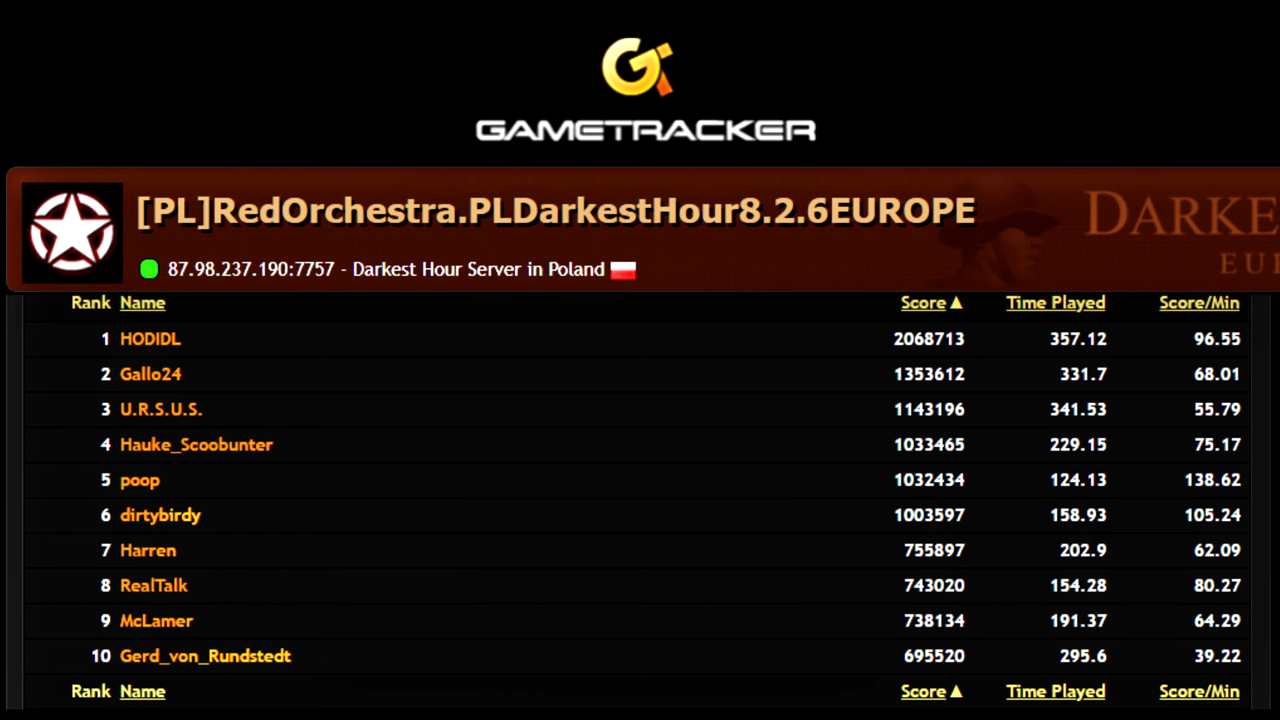 GAMETRACKER
[PL]RedOrchestra.PLDarkestHour8.2.6EUROPE
DARKE
87.98.237.190:7757 - Darkest Hour Server in Poland
EU
Rank Name Score▲ Time Played Score/Min
1 HODIDL 2068713 357.12 96.55
2 Gallo24 1353612 331.7 68.01
3 U.R.S.U.S. 1143196 341.53 55.79
4 Hauke_Scoobunter 1033465 229.15 75.17
5 poop 1032434 124.13 138.62
6 dirtybirdy 1003597 158.93 105.24
7 Harren 755897 202.9 62.09
8 RealTalk 743020 154.28 80.27
9 McLamer 738134 191.37 64.29
10 Gerd_von_Rundstedt 695520 295.6 39.22
Rank Name Score▲ Time Played Score/Min